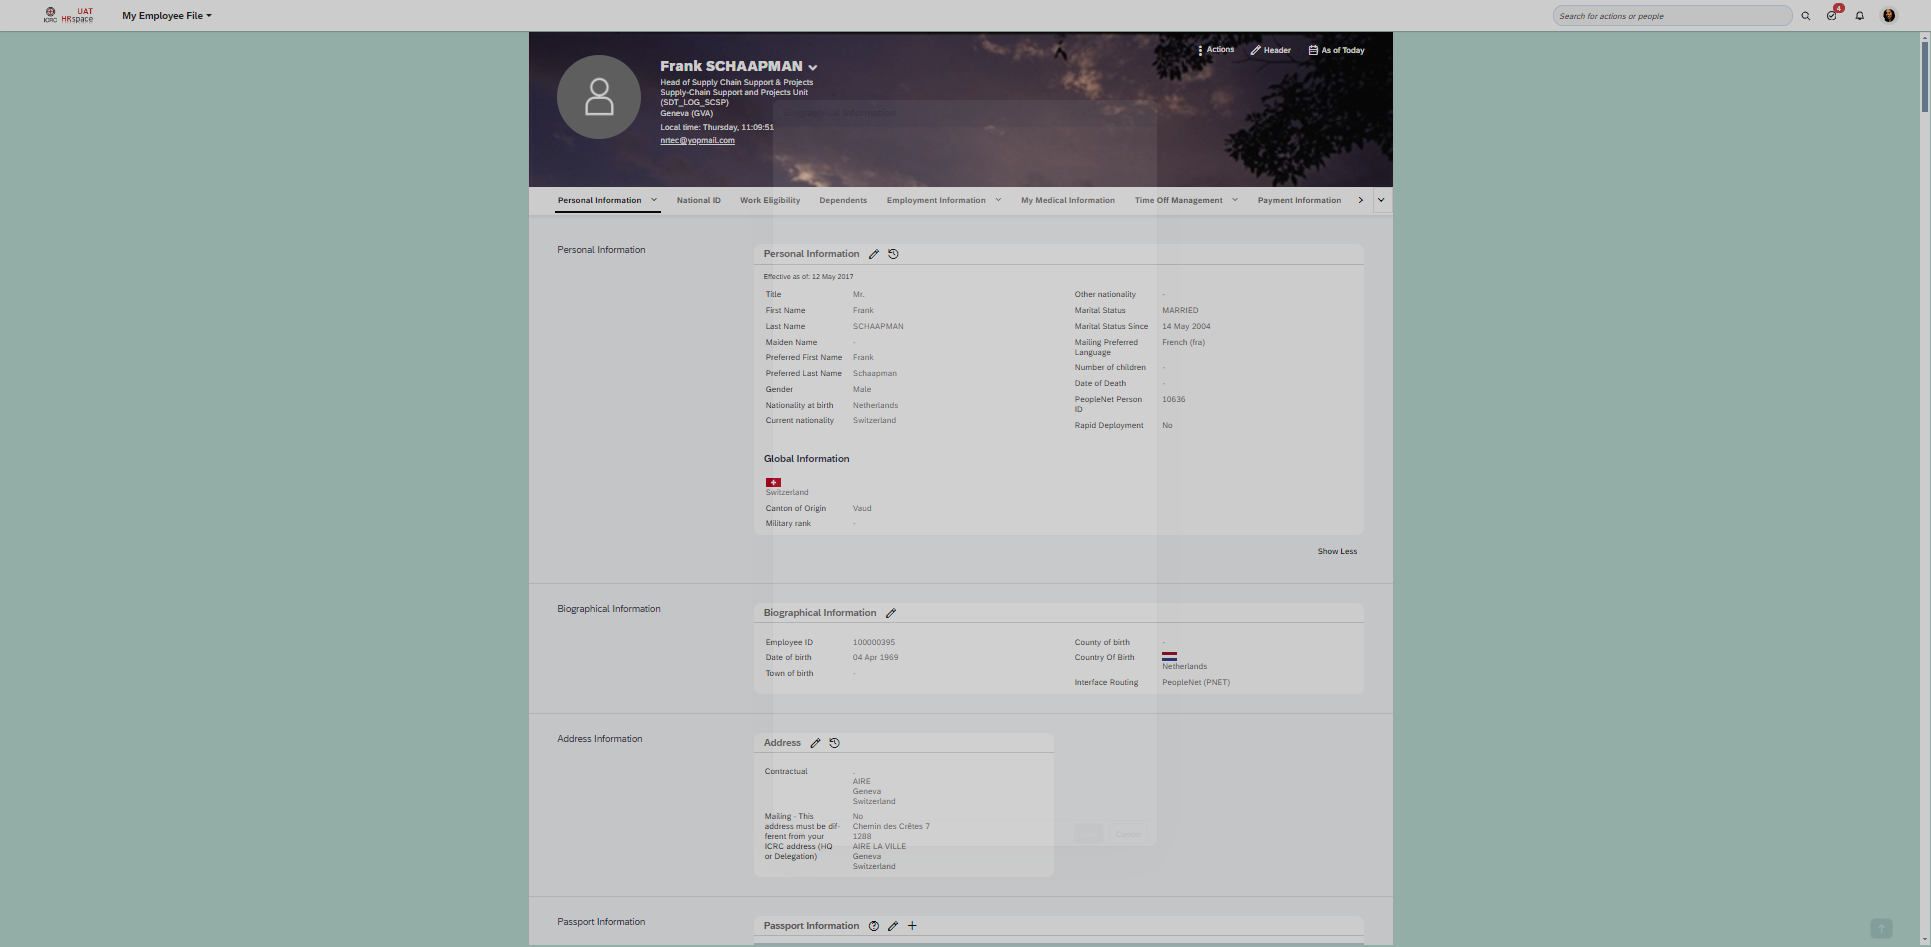 ICRC
UAT
HRspace
My Employee File
Search for actions or people
4
Actions
Header
As of Today
Frank SCHAAPMAN
Head of Supply Chain Support & Projects
Supply-Chain Support and Projects Unit
(SDT_LOG_SCSP)
Geneva (GVA)
Local time: Thursday, 11:09:51
nrtec@yopmail.com
Biographical Information
Personal Information
National ID
Work Eligibility
Dependents
Employment Information
My Medical Information
Time Off Management
Payment Information
Personal Information
Personal Information
Effective as of: 12 May 2017
Title Mr.
First Name Frank
Last Name SCHAAPMAN
Maiden Name -
Preferred First Name Frank
Preferred Last Name Schaapman
Gender Male
Nationality at birth Netherlands
Current nationality Switzerland
Other nationality -
Marital Status MARRIED
Marital Status Since 14 May 2004
Mailing Preferred French (fra)
Language
Number of children -
Date of Death -
PeopleNet Person 10636
ID
Rapid Deployment No
Global Information
Switzerland
Canton of Origin Vaud
Military rank -
Show Less
Biographical Information
Biographical Information
Employee ID 100000395
Date of birth 04 Apr 1969
Town of birth -
County of birth -
Country Of Birth
Netherlands
Interface Routing PeopleNet (PNET)
Address Information
Address
Contractual .
AIRE
Geneva
Switzerland
Mailing - This No
address must be dif- Chemin des Crêtes 7
ferent from your 1288
ICRC address (HQ AIRE LA VILLE
or Delegation) Geneva
Switzerland
Cancel
Passport Information
Passport Information